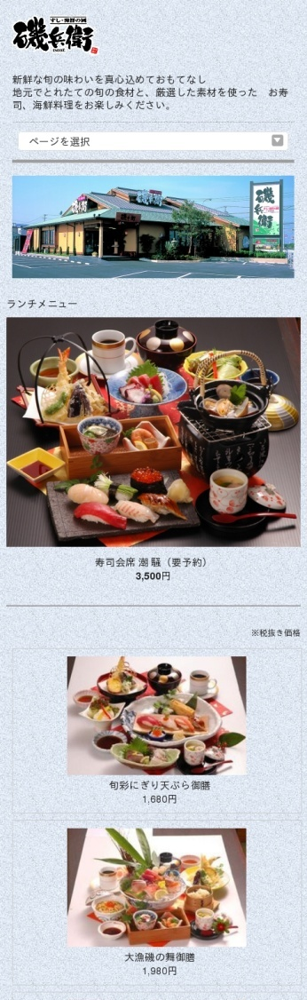 すし・海鮮の國
磯兵衛
isobē
新鮮な旬の味わいを真心込めておもてなし
地元でとれたての旬の食材と、厳選した素材を使った　お寿
司、海鮮料理をお楽しみください。
ページを選択
磯兵衛
ランチメニュー
寿司会席 潮 騒（要予約）
3,500円
※税抜き価格
旬彩にぎり天ぷら御膳
1,680円
大漁磯の舞御膳
1,980円